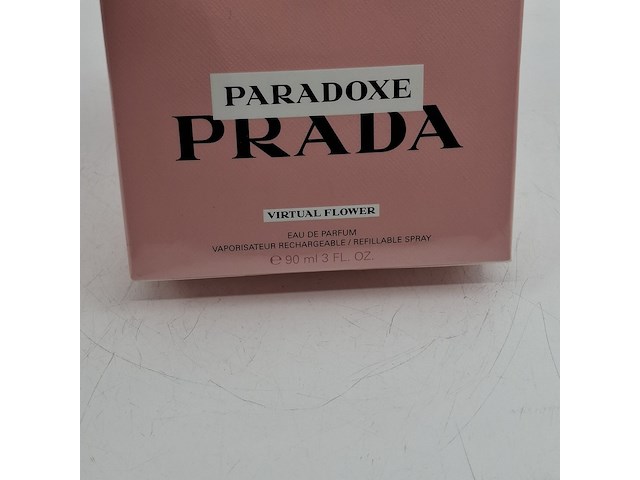 PARADOXE
PRADA
VIRTUAL FLOWER
EAU DE PARFUM
VAPORISATEUR RECHARGEABLE / REFILLABLE SPRAY
℮ 90 ml 3 FL. OZ.